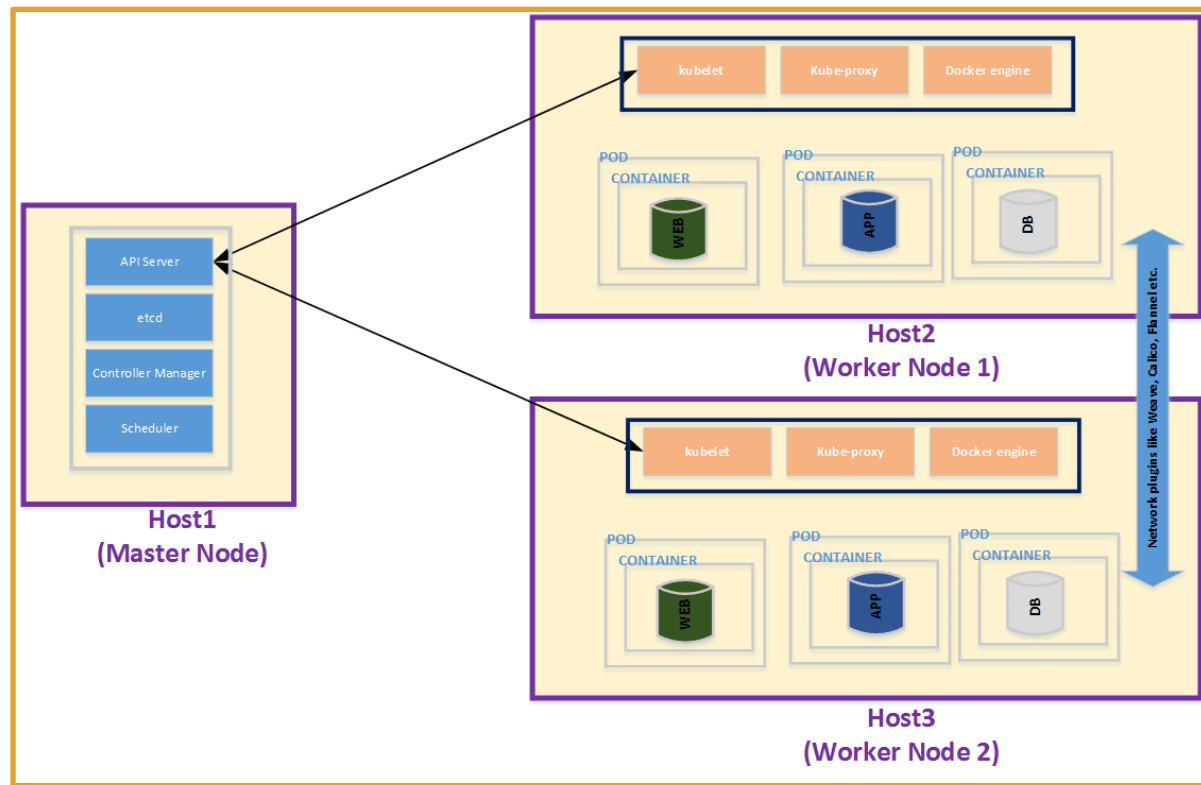 kubelet
Kube-proxy
Docker engine
POD
CONTAINER
WEB
POD
CONTAINER
APP
POD
CONTAINER
DB
Host2
(Worker Node 1)
API Server
etcd
Controller Manager
Scheduler
Host1
(Master Node)
Network plugins like Weave, Calico, Flannel etc.
kubelet
Kube-proxy
Docker engine
POD
CONTAINER
WEB
POD
CONTAINER
APP
POD
CONTAINER
DB
Host3
(Worker Node 2)